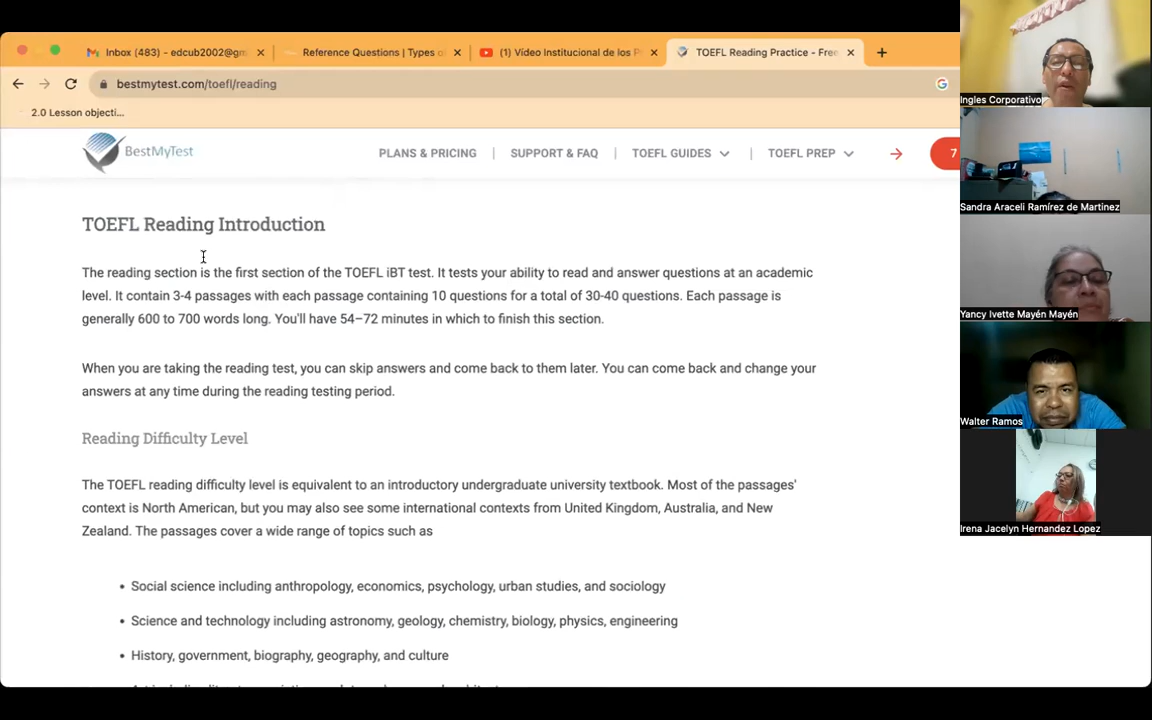 Inbox (483) - edcub2002@gm
Reference Questions | Types o
(1) Vídeo Institucional de los P
TOEFL Reading Practice - Free
bestmytest.com/toefl/reading
2.0 Lesson objecti...
BestMyTest
PLANS & PRICING
SUPPORT & FAQ
TOEFL GUIDES
TOEFL PREP
7
TOEFL Reading Introduction
The reading section is the first section of the TOEFL iBT test. It tests your ability to read and answer questions at an academic
level. It contain 3-4 passages with each passage containing 10 questions for a total of 30-40 questions. Each passage is
generally 600 to 700 words long. You'll have 54–72 minutes in which to finish this section.
When you are taking the reading test, you can skip answers and come back to them later. You can come back and change your
answers at any time during the reading testing period.
Reading Difficulty Level
The TOEFL reading difficulty level is equivalent to an introductory undergraduate university textbook. Most of the passages'
context is North American, but you may also see some international contexts from United Kingdom, Australia, and New
Zealand. The passages cover a wide range of topics such as
• Social science including anthropology, economics, psychology, urban studies, and sociology
• Science and technology including astronomy, geology, chemistry, biology, physics, engineering
• History, government, biography, geography, and culture
Ingles Corporativo
Sandra Araceli Ramírez de Martinez
Yancy Ivette Mayén Mayén
Walter Ramos
Irena Jacelyn Hernandez Lopez